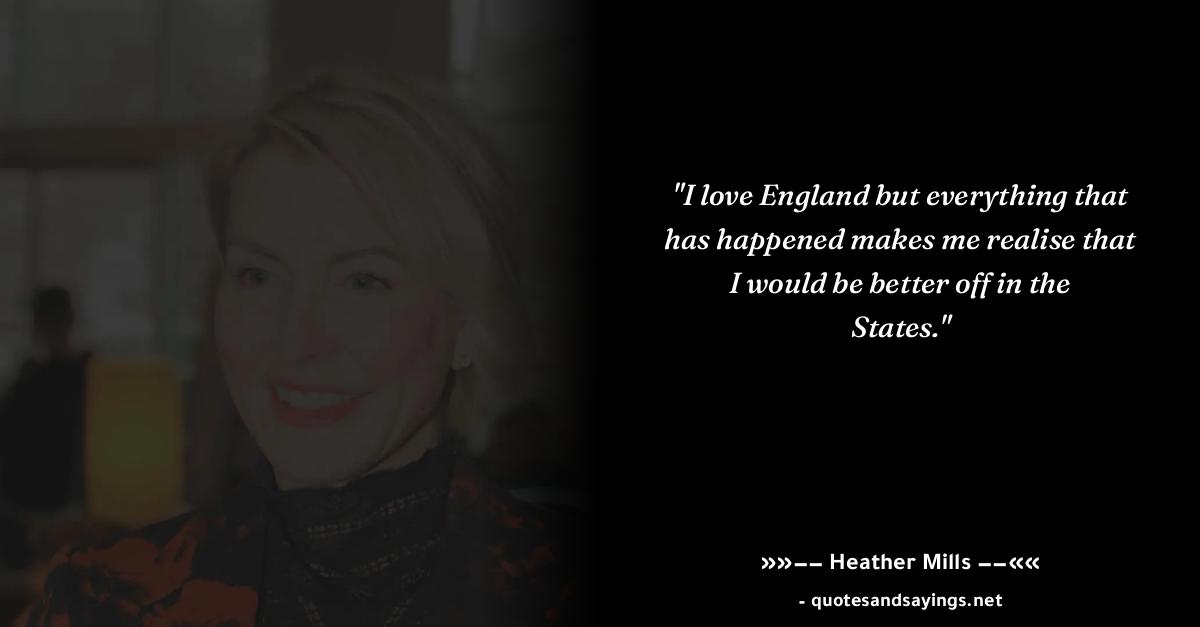 "I love England but everything that
has happened makes me realise that
I would be better off in the
States."
»»–– Heather Mills ––««
- quotesandsayings.net